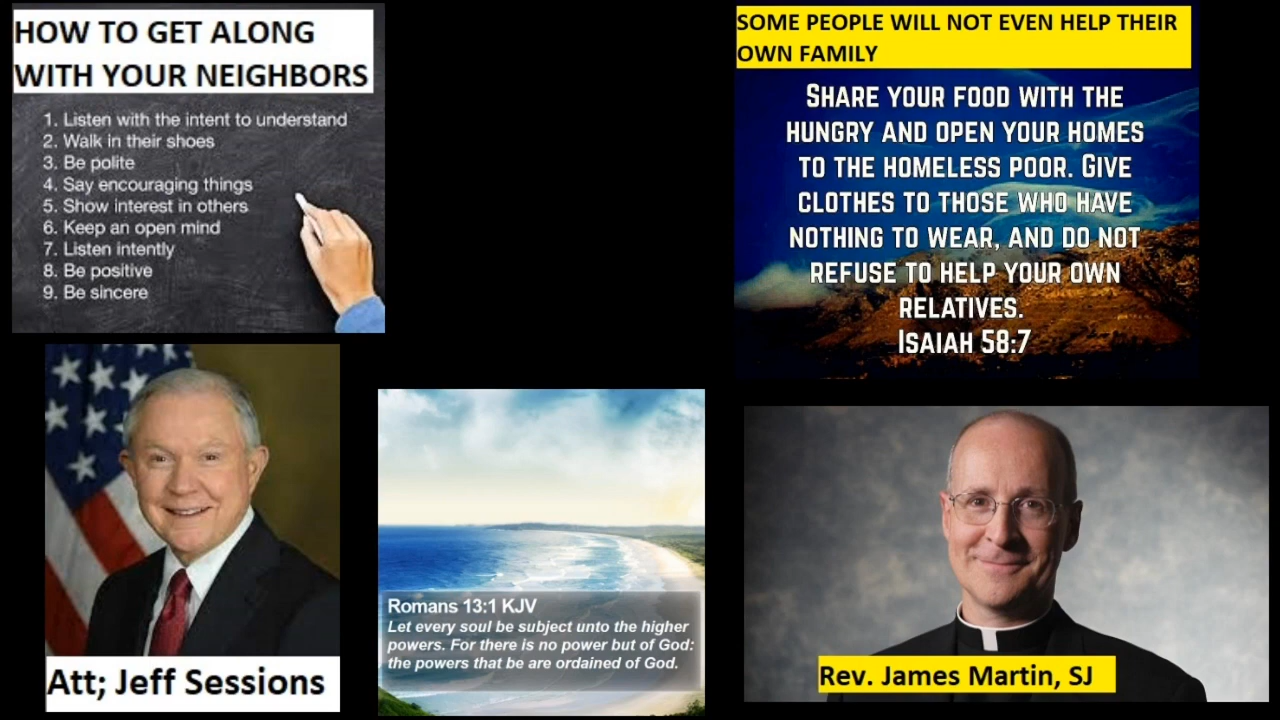 HOW TO GET ALONG
WITH YOUR NEIGHBORS
1. Listen with the intent to understand
2. Walk in their shoes
3. Be polite
4. Say encouraging things
5. Show interest in others
6. Keep an open mind
7. Listen intently
8. Be positive
9. Be sincere
SOME PEOPLE WILL NOT EVEN HELP THEIR
OWN FAMILY
SHARE YOUR FOOD WITH THE
HUNGRY AND OPEN YOUR HOMES
TO THE HOMELESS POOR. GIVE
CLOTHES TO THOSE WHO HAVE
NOTHING TO WEAR, AND DO NOT
REFUSE TO HELP YOUR OWN
RELATIVES.
ISAIAH 58:7
Att; Jeff Sessions
Romans 13:1 KJV
Let every soul be subject unto the higher
powers. For there is no power but of God:
the powers that be are ordained of God.
Rev. James Martin, SJ